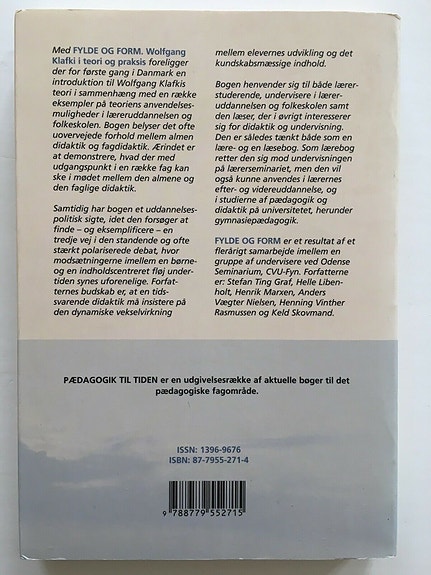 Med FYLDE OG FORM. Wolfgang
Klafki i teori og praksis foreligger
der for første gang i Danmark en
introduktion til Wolfgang Klafkis
teori i sammenhæng med en række
eksempler på teoriens anvendelses-
muligheder i læreruddannelsen og
folkeskolen. Bogen belyser det ofte
uovervejede forhold mellem almen
didaktik og fagdidaktik. Ærindet er
at demonstrere, hvad der med
udgangspunkt i en række fag kan
ske i mødet mellem den almene og
den faglige didaktik.
Samtidig har bogen et uddannelses-
politisk sigte, idet den forsøger at
finde – og eksemplificere – en
tredje vej i den standende og ofte
stærkt polariserede debat, hvor
modsætningerne imellem en børne-
og en indholdscentreret fløj under-
tiden synes uforenelige. Forfat-
ternes budskab er, at en tids-
svarende didaktik må insistere på
den dynamiske vekselvirkning
mellem elevernes udvikling og det
kundskabsmæssige indhold.
Bogen henvender sig til både lærer-
studerende, undervisere i lærer-
uddannelsen og folkeskolen samt
den læser, der i øvrigt interesserer
sig for didaktik og undervisning.
Den er således tænkt både som en
lære- og en læsebog. Som lærebog
retter den sig mod undervisningen
på lærerseminariet, men den vil
også kunne anvendes i lærernes
efter- og videreuddannelse, og
i studierne af pædagogik og
didaktik på universitetet, herunder
gymnasiepædagogik.
FYLDE OG FORM er et resultat af et
flerårigt samarbejde imellem en
gruppe af undervisere ved Odense
Seminarium, CVU-Fyn. Forfatterne
er: Stefan Ting Graf, Helle Liben-
holt, Henrik Marxen, Anders
Vægter Nielsen, Henning Vinther
Rasmussen og Keld Skovmand.
PÆDAGOGIK TIL TIDEN er en udgivelsesrække af aktuelle bøger til det
pædagogiske fagområde.
ISSN: 1396-9676
ISBN: 87-7955-271-4
9 788779 552715